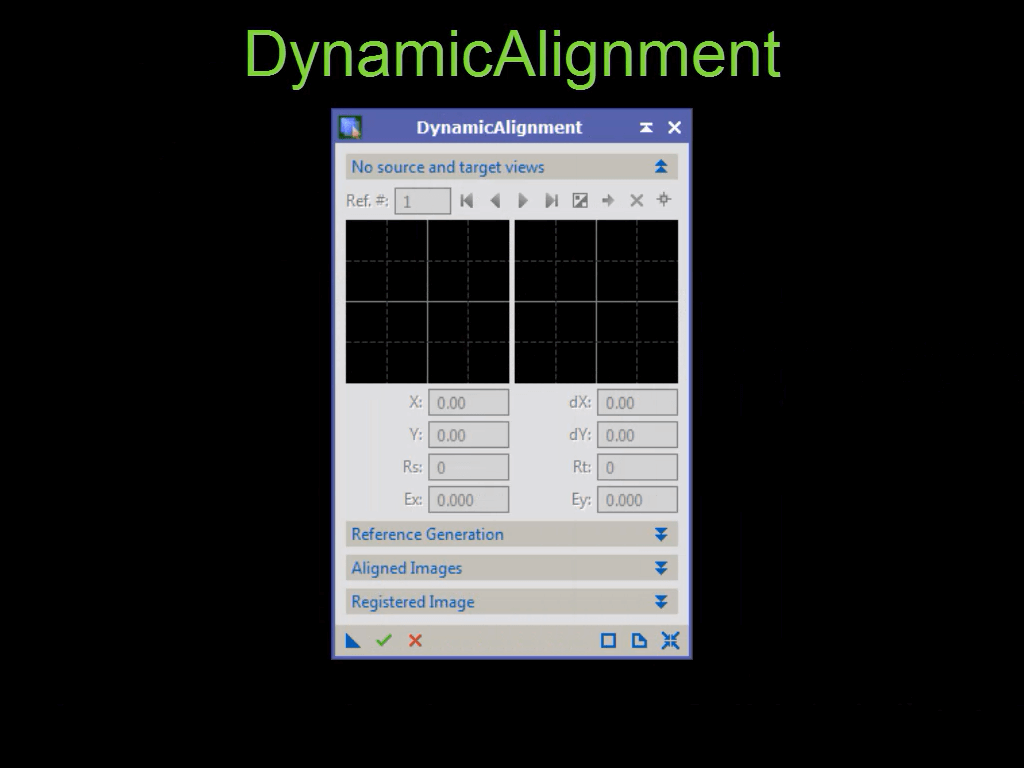 DynamicAlignment
DynamicAlignment
No source and target views
Ref. #: 1
X: 0.00 dX: 0.00
Y: 0.00 dY: 0.00
Rs: 0 Rt: 0
Ex: 0.000 Ey: 0.000
Reference Generation
Aligned Images
Registered Image